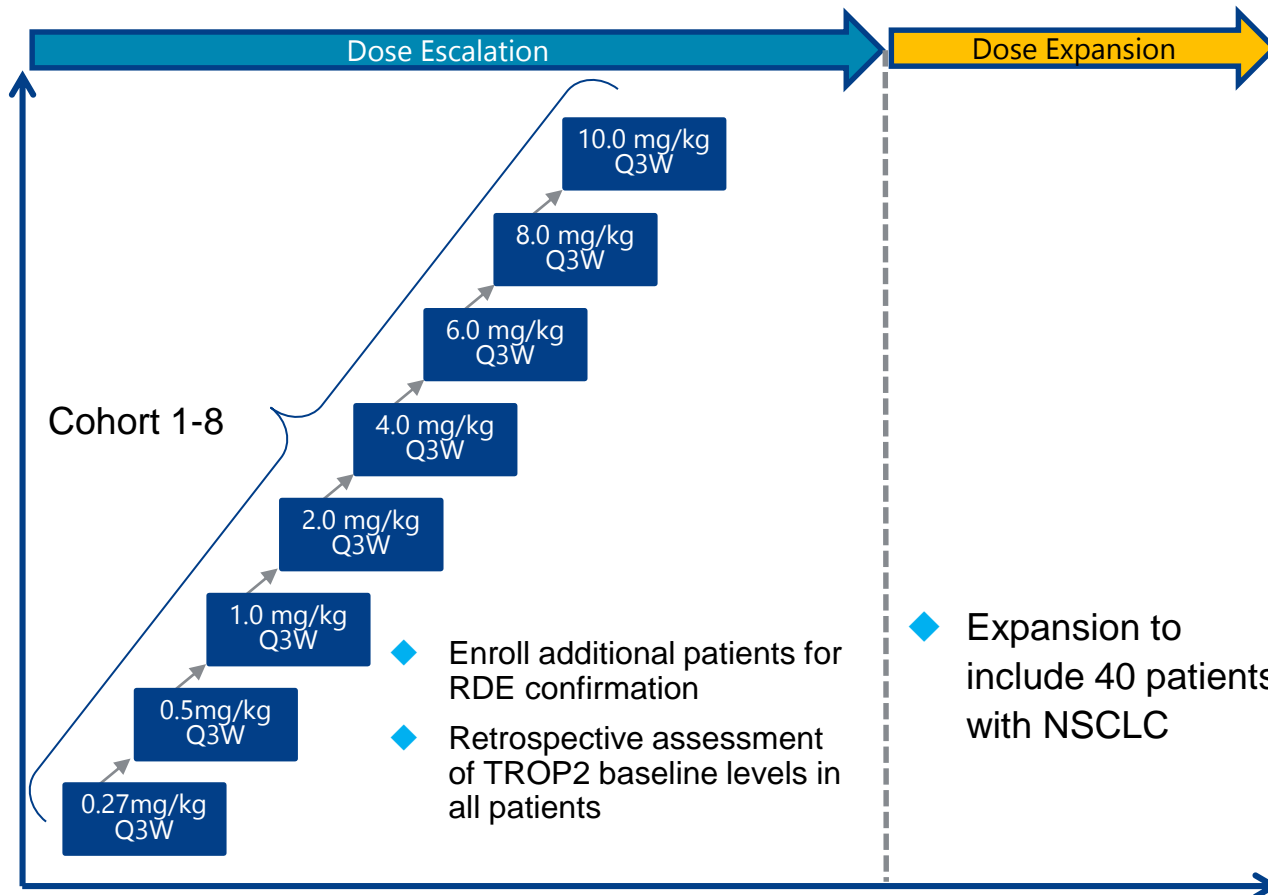 Dose Escalation
Dose Expansion
10.0 mg/kg
Q3W
8.0 mg/kg
Q3W
6.0 mg/kg
Q3W
Cohort 1-8
4.0 mg/kg
Q3W
2.0 mg/kg
Q3W
1.0 mg/kg
Q3W
0.5mg/kg
Q3W
0.27mg/kg
Q3W
Enroll additional patients for
RDE confirmation
Retrospective assessment
of TROP2 baseline levels in
all patients
Expansion to
include 40 patients
with NSCLC